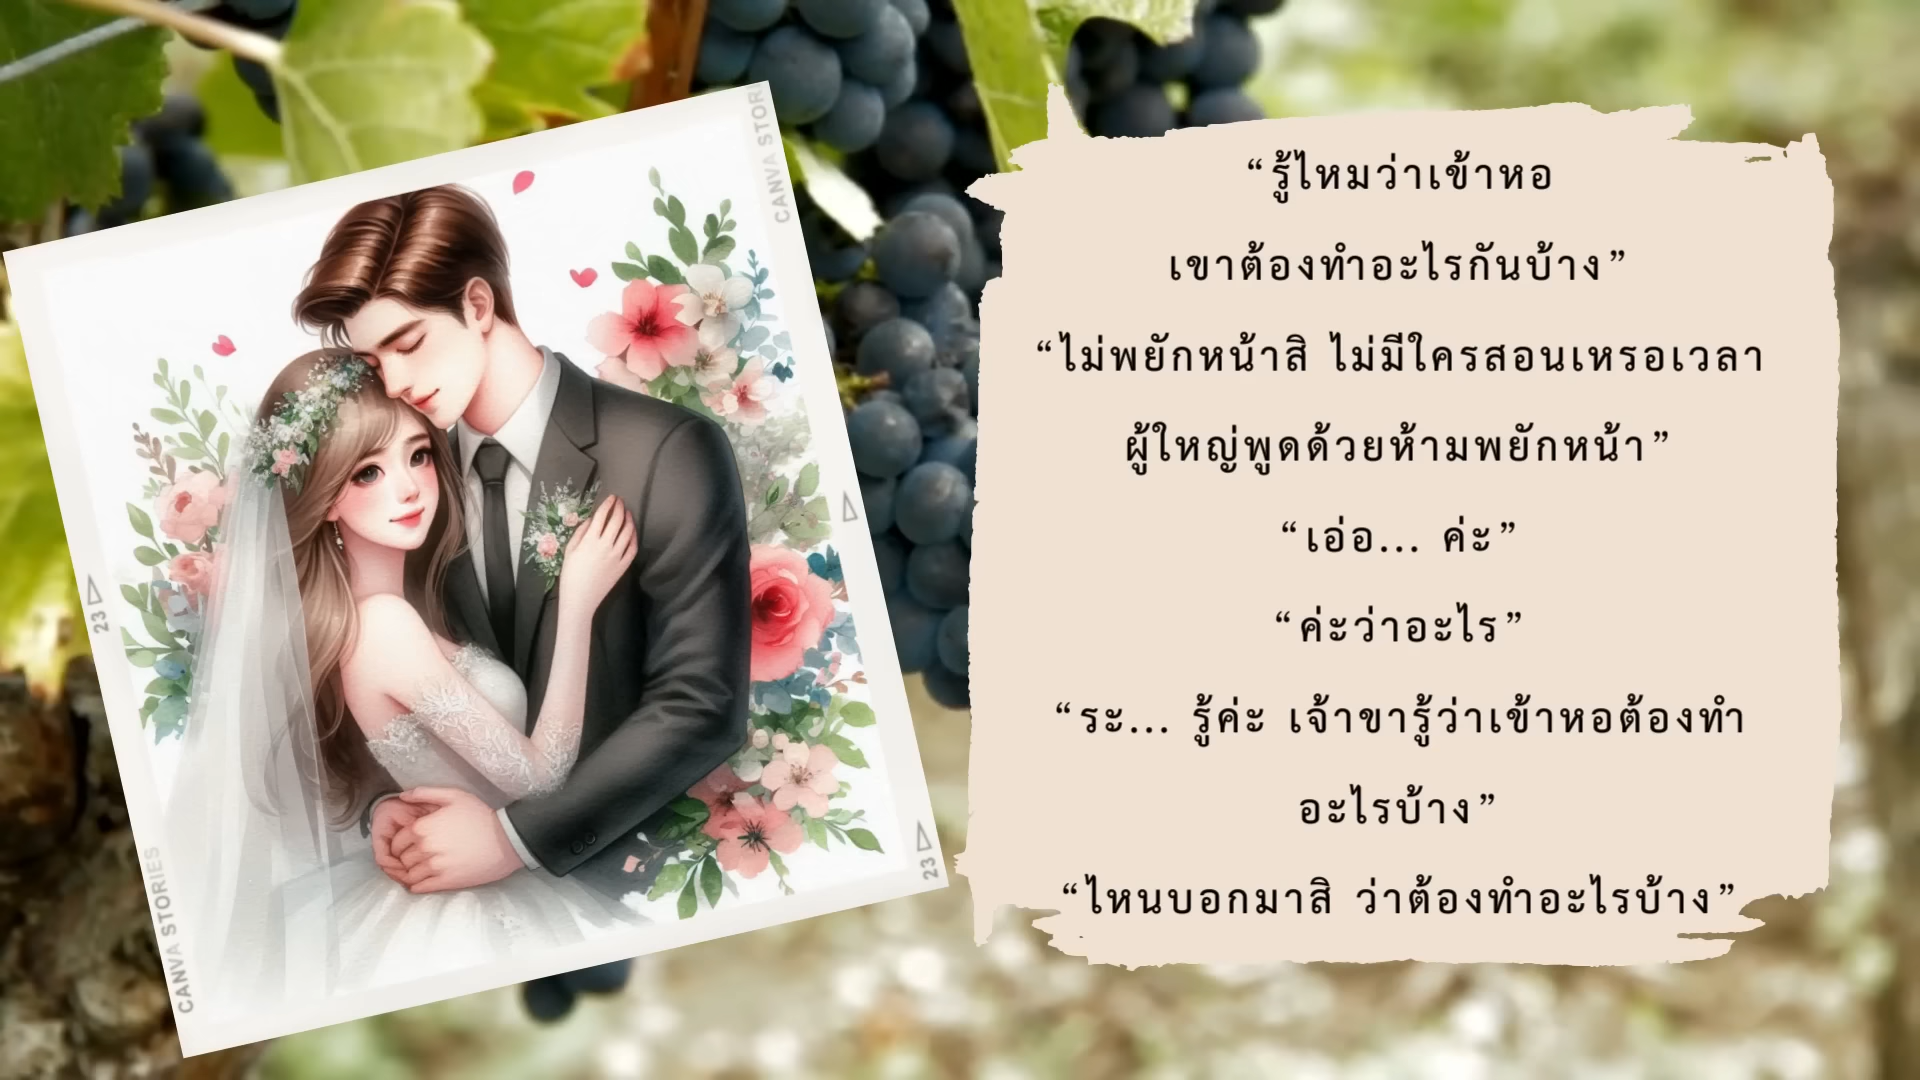 CANVA STORI
23
CANVA STORIES
23
“รู้ไหมว่าเข้าหอ
เขาต้องทำอะไรกันบ้าง”
“ไม่พยักหน้าสิ ไม่มีใครสอนเหรอเวลา
ผู้ใหญ่พูดด้วยห้ามพยักหน้า”
“เอ่อ... ค่ะ”
“ค่ะว่าอะไร”
“ระ... รู้ค่ะ เจ้าขารู้ว่าเข้าหอต้องทำ
อะไรบ้าง”
“ไหนบอกมาสิ ว่าต้องทำอะไรบ้าง”